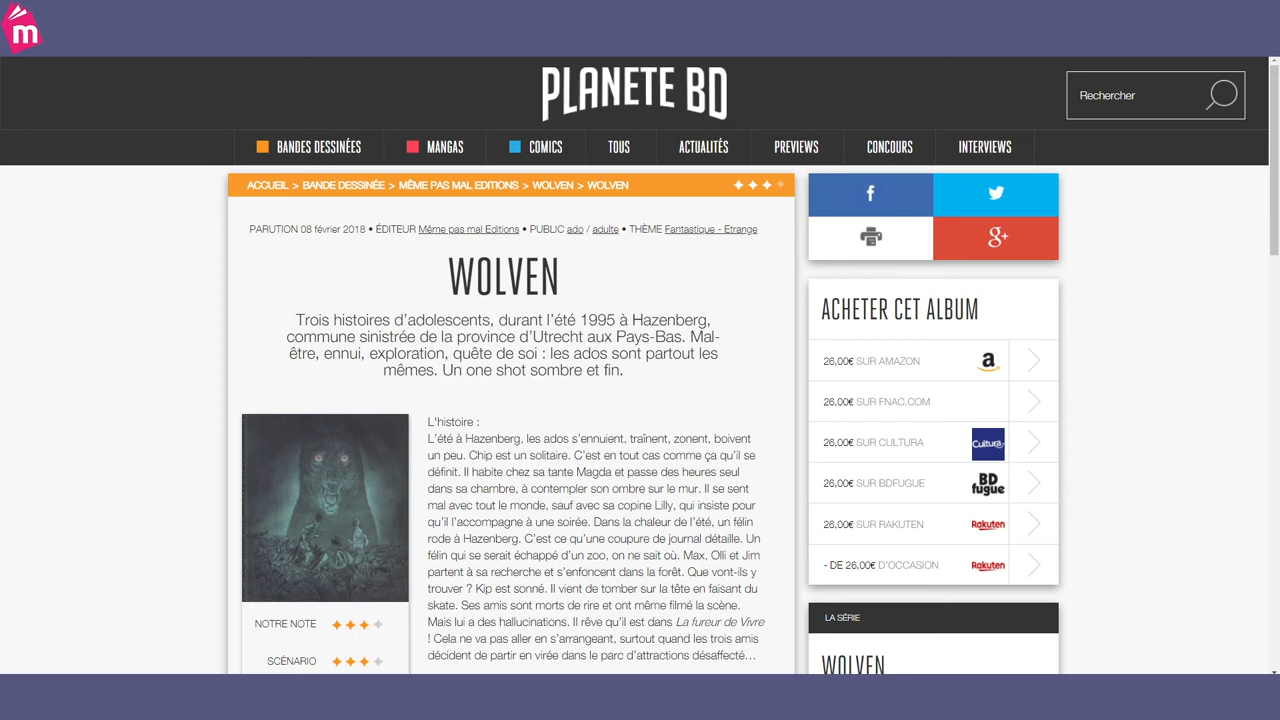 m
PLANETE BD
Rechercher
BANDES DESSINÉES
MANGAS
COMICS
TOUS
ACTUALITÉS
PREVIEWS
CONCOURS
INTERVIEWS
ACCUEIL > BANDE DESSINÉE > MÊME PAS MAL EDITIONS > WOLVEN > WOLVEN
PARUTION 08 février 2018 • ÉDITEUR Même pas mal Editions • PUBLIC ado / adulte • THÈME Fantastique - Etrange
WOLVEN
Trois histoires d'adolescents, durant l'été 1995 à Hazenberg,
commune sinistrée de la province d'Utrecht aux Pays-Bas. Mal-
être, ennui, exploration, quête de soi : les ados sont partout les
mêmes. Un one shot sombre et fin.
L'histoire :
L'été à Hazenberg, les ados s'ennuient, traînent, zonent, boivent
un peu. Chip est un solitaire. C'est en tout cas comme ça qu'il se
définit. Il habite chez sa tante Magda et passe des heures seul
dans sa chambre, à contempler son ombre sur le mur. Il se sent
mal avec tout le monde, sauf avec sa copine Lilly, qui insiste pour
qu'il l'accompagne à une soirée. Dans la chaleur de l'été, un félin
rode à Hazenberg. C'est ce qu'une coupure de journal détaille. Un
félin qui se serait échappé d'un zoo, on ne sait où. Max, Olli et Jim
partent à sa recherche et s'enfoncent dans la forêt. Que vont-ils y
trouver ? Kip est sonné. Il vient de tomber sur la tête en faisant du
skate. Ses amis sont morts de rire et ont même filmé la scène.
Mais lui a des hallucinations. Il rêve qu'il est dans La fureur de Vivre
! Cela ne va pas aller en s'arrangeant, surtout quand les trois amis
décident de partir en virée dans le parc d'attractions désaffecté…
NOTRE NOTE
SCÉNARIO
f
g+
ACHETER CET ALBUM
26,00€ SUR AMAZON
a
26,00€ SUR FNAC.COM
26,00€ SUR CULTURA
Cultura
26,00€ SUR BDFUGUE
BD
fugue
26,00€ SUR RAKUTEN
Rakuten
- DE 26,00€ D'OCCASION
Rakuten
LA SÉRIE
WOLVEN